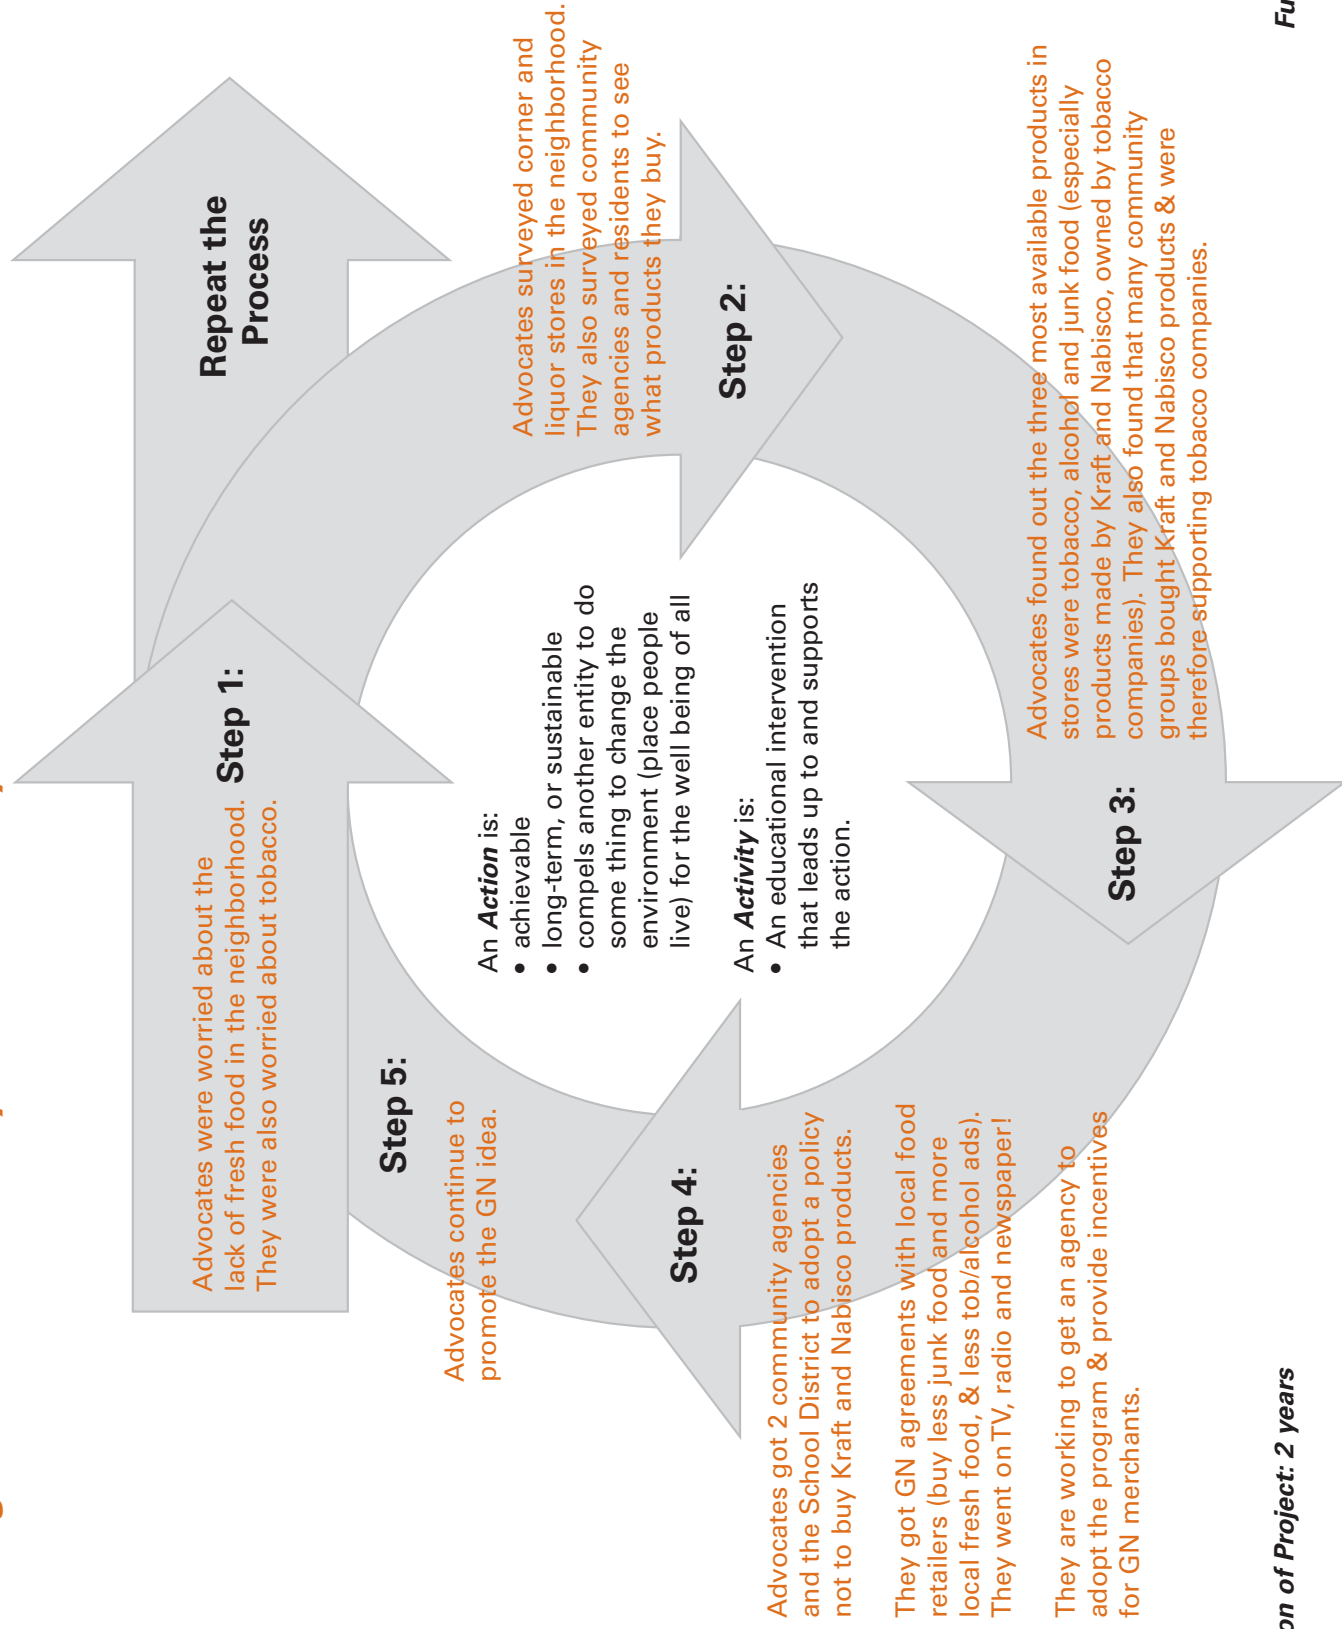 Repeat the
Process
Step 1:
Advocates were worried about the
lack of fresh food in the neighborhood.
They were also worried about tobacco.
Step 2:
Advocates surveyed corner and
liquor stores in the neighborhood.
They also surveyed community
agencies and residents to see
what products they buy.
Step 3:
Advocates found out the three most available products in
stores were tobacco, alcohol and junk food (especially
products made by Kraft and Nabisco, owned by tobacco
companies). They also found that many community
groups bought Kraft and Nabisco products & were
therefore supporting tobacco companies.
Step 4:
Advocates got 2 community agencies
and the School District to adopt a policy
not to buy Kraft and Nabisco products.
They got GN agreements with local food
retailers (buy less junk food and more
local fresh food, & less tob/alcohol ads).
They went on TV, radio and newspaper!
They are working to get an agency to
adopt the program & provide incentives
for GN merchants.
Step 5:
Advocates continue to
promote the GN idea.
An Action is:
• achievable
• long-term, or sustainable
• compels another entity to do
some thing to change the
environment (place people
live) for the well being of all
An Activity is:
• An educational intervention
that leads up to and supports
the action.
on of Project: 2 years
Fu